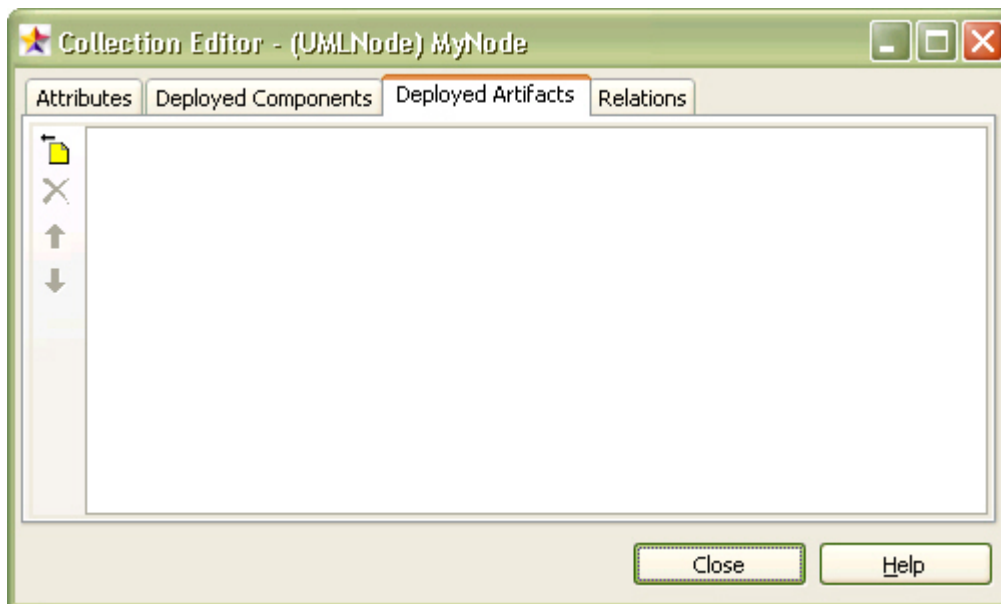 Collection Editor - (UMLNode) MyNode
Attributes Deployed Components Deployed Artifacts Relations
Close Help